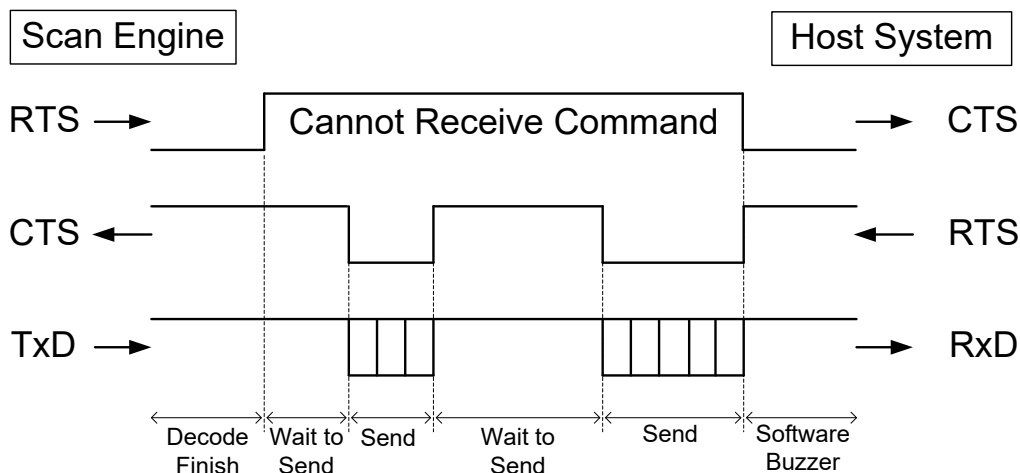 Scan Engine
Host System
RTS
Cannot Receive Command
CTS
CTS
RTS
TxD
RxD
Decode
Finish
Wait to
Send
Send
Wait to
Send
Send
Software
Buzzer